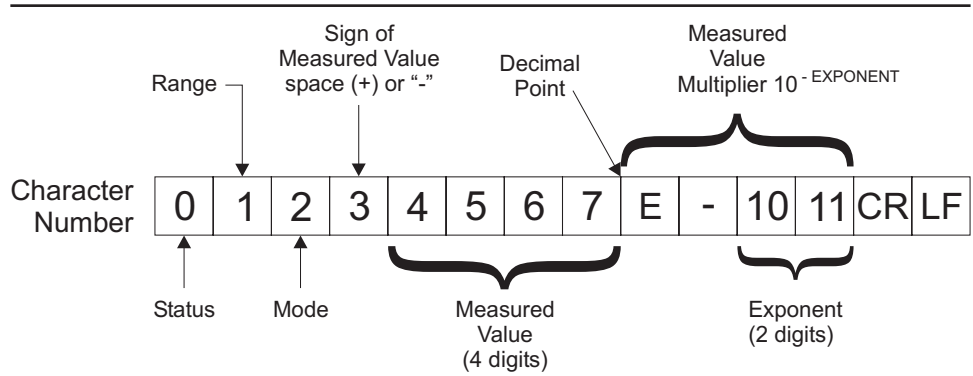 Sign of
Measured Value
space (+) or “-”
Range
Decimal
Point
Measured
Value
Multiplier 10 - EXPONENT
Character
Number
0 1 2 3 4 5 6 7 E - 10 11 CR LF
Status
Mode
Measured
Value
(4 digits)
Exponent
(2 digits)